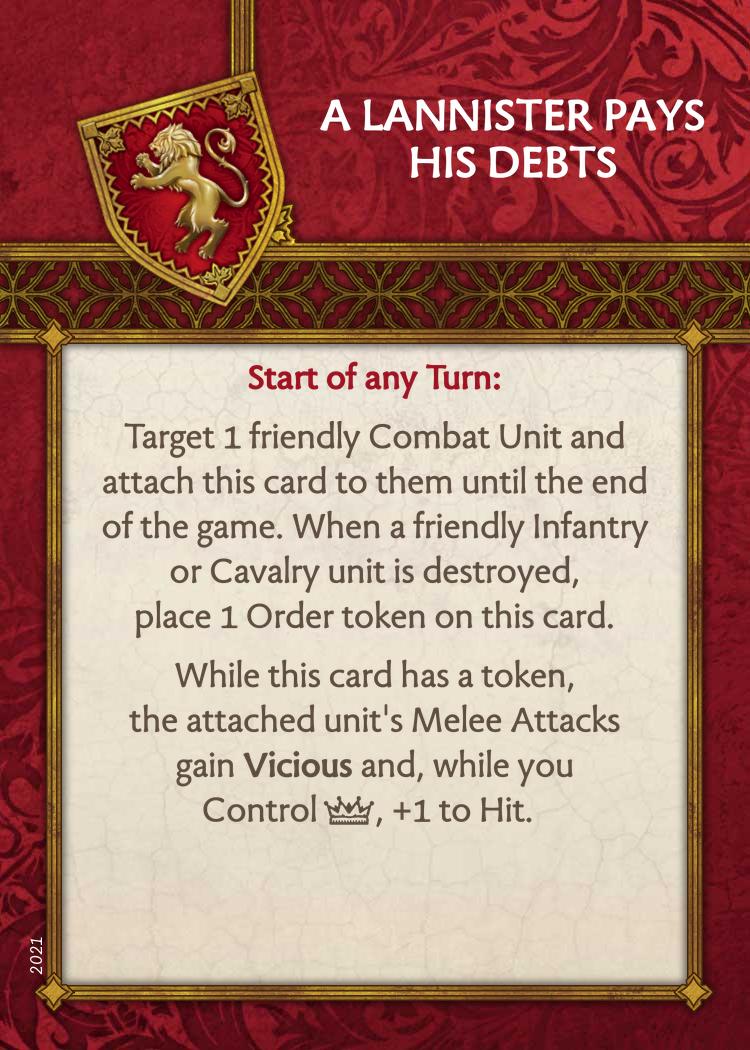 A LANNISTER PAYS
HIS DEBTS
Start of any Turn:
Target 1 friendly Combat Unit and
attach this card to them until the end
of the game. When a friendly Infantry
or Cavalry unit is destroyed,
place 1 Order token on this card.
While this card has a token,
the attached unit's Melee Attacks
gain Vicious and, while you
Control , +1 to Hit.
2021